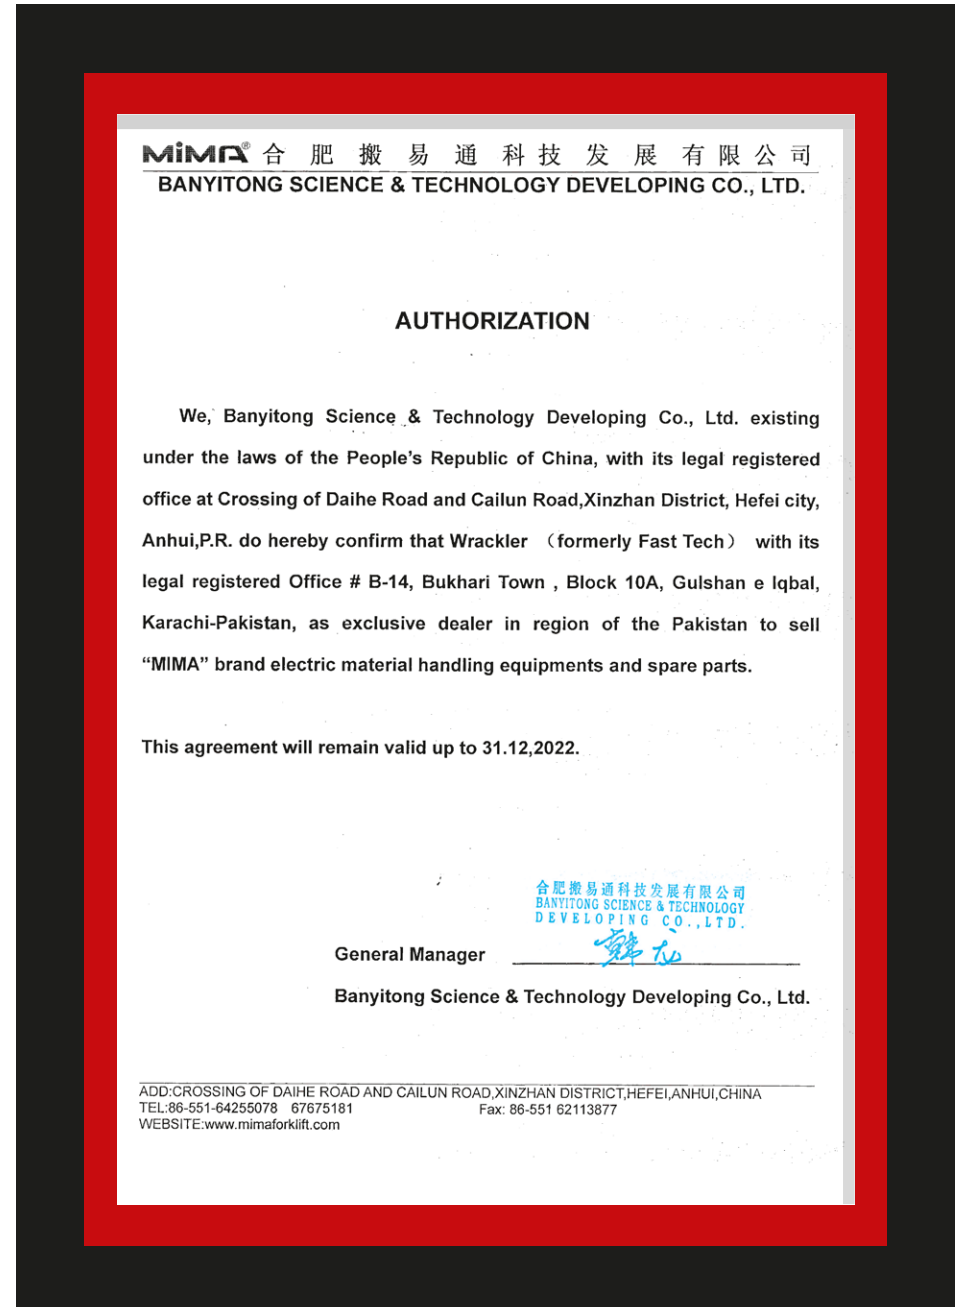 MiMA® 合肥搬易通科技发展有限公司
BANYITONG SCIENCE & TECHNOLOGY DEVELOPING CO., LTD.
AUTHORIZATION
We, Banyitong Science & Technology Developing Co., Ltd. existing
under the laws of the People's Republic of China, with its legal registered
office at Crossing of Daihe Road and Cailun Road,Xinzhan District, Hefei city,
Anhui,P.R. do hereby confirm that Wrackler （formerly Fast Tech） with its
legal registered Office # B-14, Bukhari Town , Block 10A, Gulshan e Iqbal,
Karachi-Pakistan, as exclusive dealer in region of the Pakistan to sell
“MIMA” brand electric material handling equipments and spare parts.
This agreement will remain valid up to 31.12,2022.
合肥搬易通科技发展有限公司
BANYITONG SCIENCE & TECHNOLOGY
DEVELOPING CO.,LTD.
General Manager
Banyitong Science & Technology Developing Co., Ltd.
ADD:CROSSING OF DAIHE ROAD AND CAILUN ROAD,XINZHAN DISTRICT,HEFEI,ANHUI,CHINA
TEL:86-551-64255078 67675181 Fax: 86-551 62113877
WEBSITE:www.mimaforklift.com